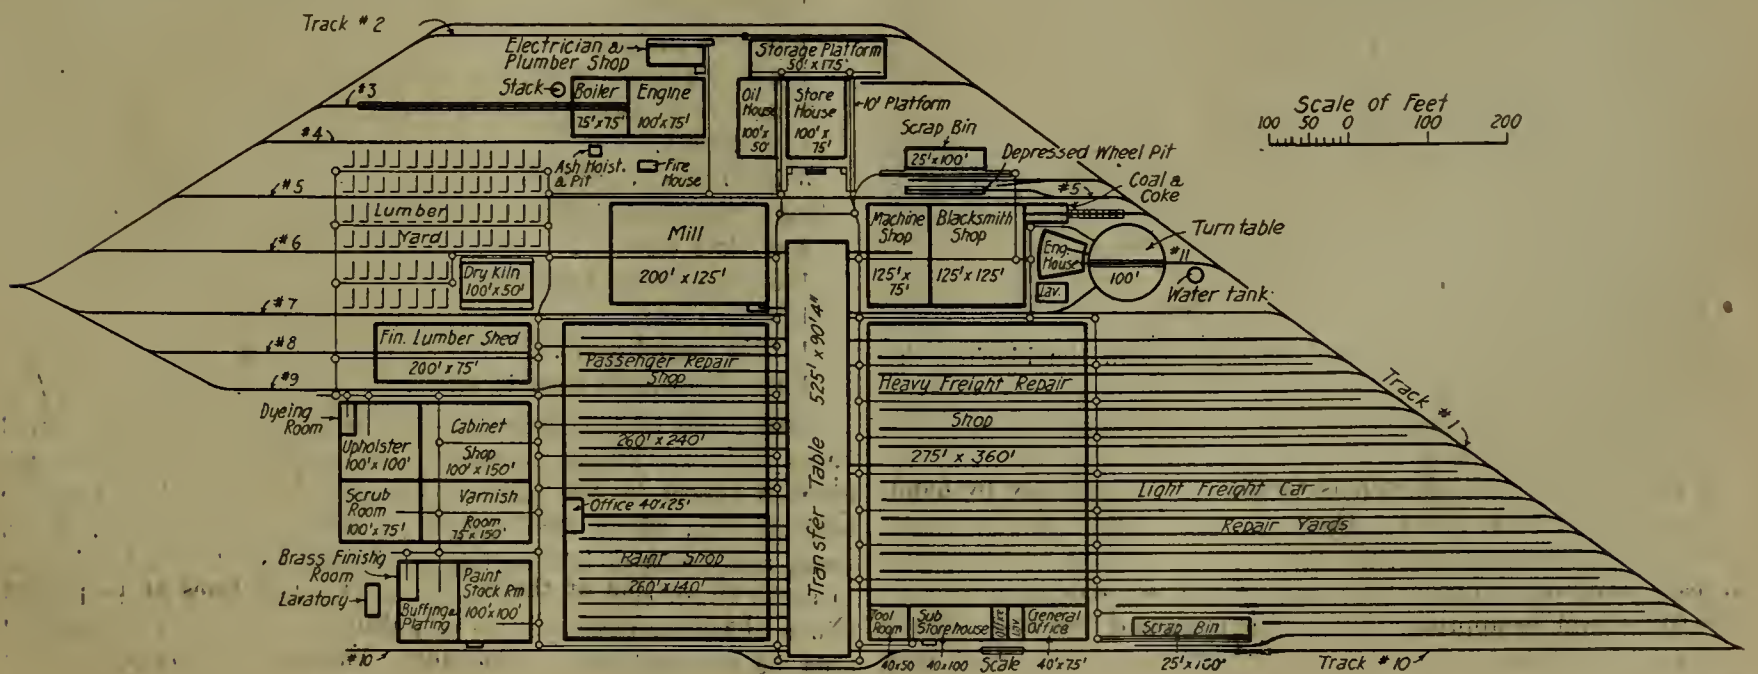 Track #2
Electrician &
Plumber Shop
Storage Platform
50' x 175'
Stack
Boiler
75'x75'
Engine
100'x75'
Oil
House
100'x
50'
Store
House
100'x
75'
10' Platform
Scrap Bin
25'x100'
Depressed Wheel Pit
Coal &
Coke
Scale of Feet
100 50 0 100 200
#3
#4
Ash Hoist.
& Pit
Fire
House
#5
#5
Lumber
Yard
#6
Dry Kiln
100'x50'
Mill
200' x 125'
Machine
Shop
125'x
75'
Blacksmith
Shop
125'x 125'
Eng.
House
Lav.
Turn table
100'
#11
Water tank
#7
#8
Fin. Lumber Shed
200'x 75'
#9
Passenger Repair
Shop
260'x 240'
Transfer Table 525'x 90'4"
Heavy Freight Repair
Shop
275' x 360'
Track #1
Dyeing
Room
Upholster
100'x 100'
Cabinet
Shop
100'x 150'
Scrub
Room
100'x 75'
Varnish
Room
75'x 150'
Office 40'x25'
Light Freight Car
Repair Yards
Brass Finish'g
Room
Lavatory
Buffing &
Plating
Paint
Stock Rm
100'x100'
Paint Shop
260'x 140'
Tool
Room
40x50
Sub
Storehouse
40x100
Office
Lav.
General
Office
40'x 75'
Scale
Scrap Bin
25'x 100'
#10
Track #10